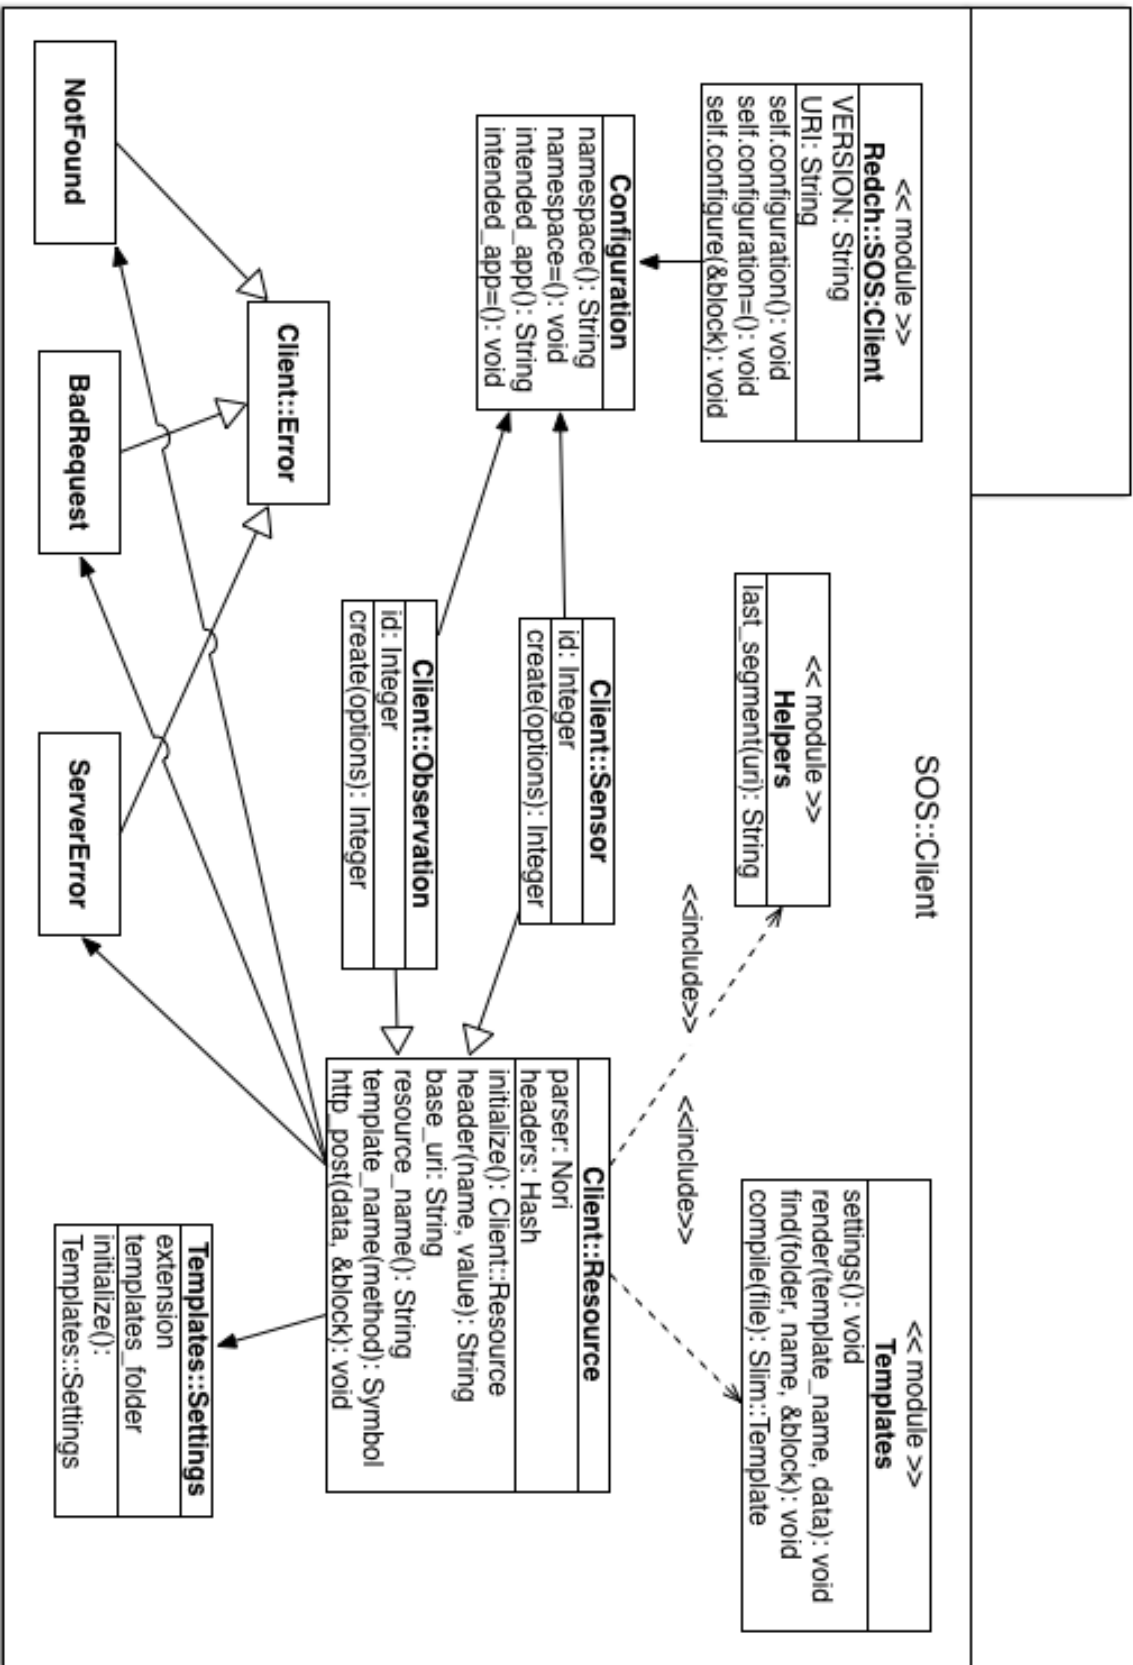 SOS::Client
<< module >>
Redch::SOS::Client
VERSION: String
URI: String
self.configuration(): void
self.configuration=(): void
self.configure(&block): void
<< module >>
Helpers
last_segment(uri): String
<< module >>
Templates
settings(): void
render(template_name, data): void
find(folder, name, &block): void
compile(file): Slim::Template
<<include>>
<<include>>
Configuration
namespace(): String
namespace=(): void
intended_app(): String
intended_app=(): void
Client::Sensor
id: Integer
create(options): Integer
Client::Observation
id: Integer
create(options): Integer
Client::Resource
parser: Nori
headers: Hash
initialize(): Client::Resource
header(name, value): String
base_uri: String
resource_name(): String
template_name(method): Symbol
http_post(data, &block): void
Client::Error
NotFound
BadRequest
ServerError
Templates::Settings
extension
templates_folder
initialize():
Templates::Settings